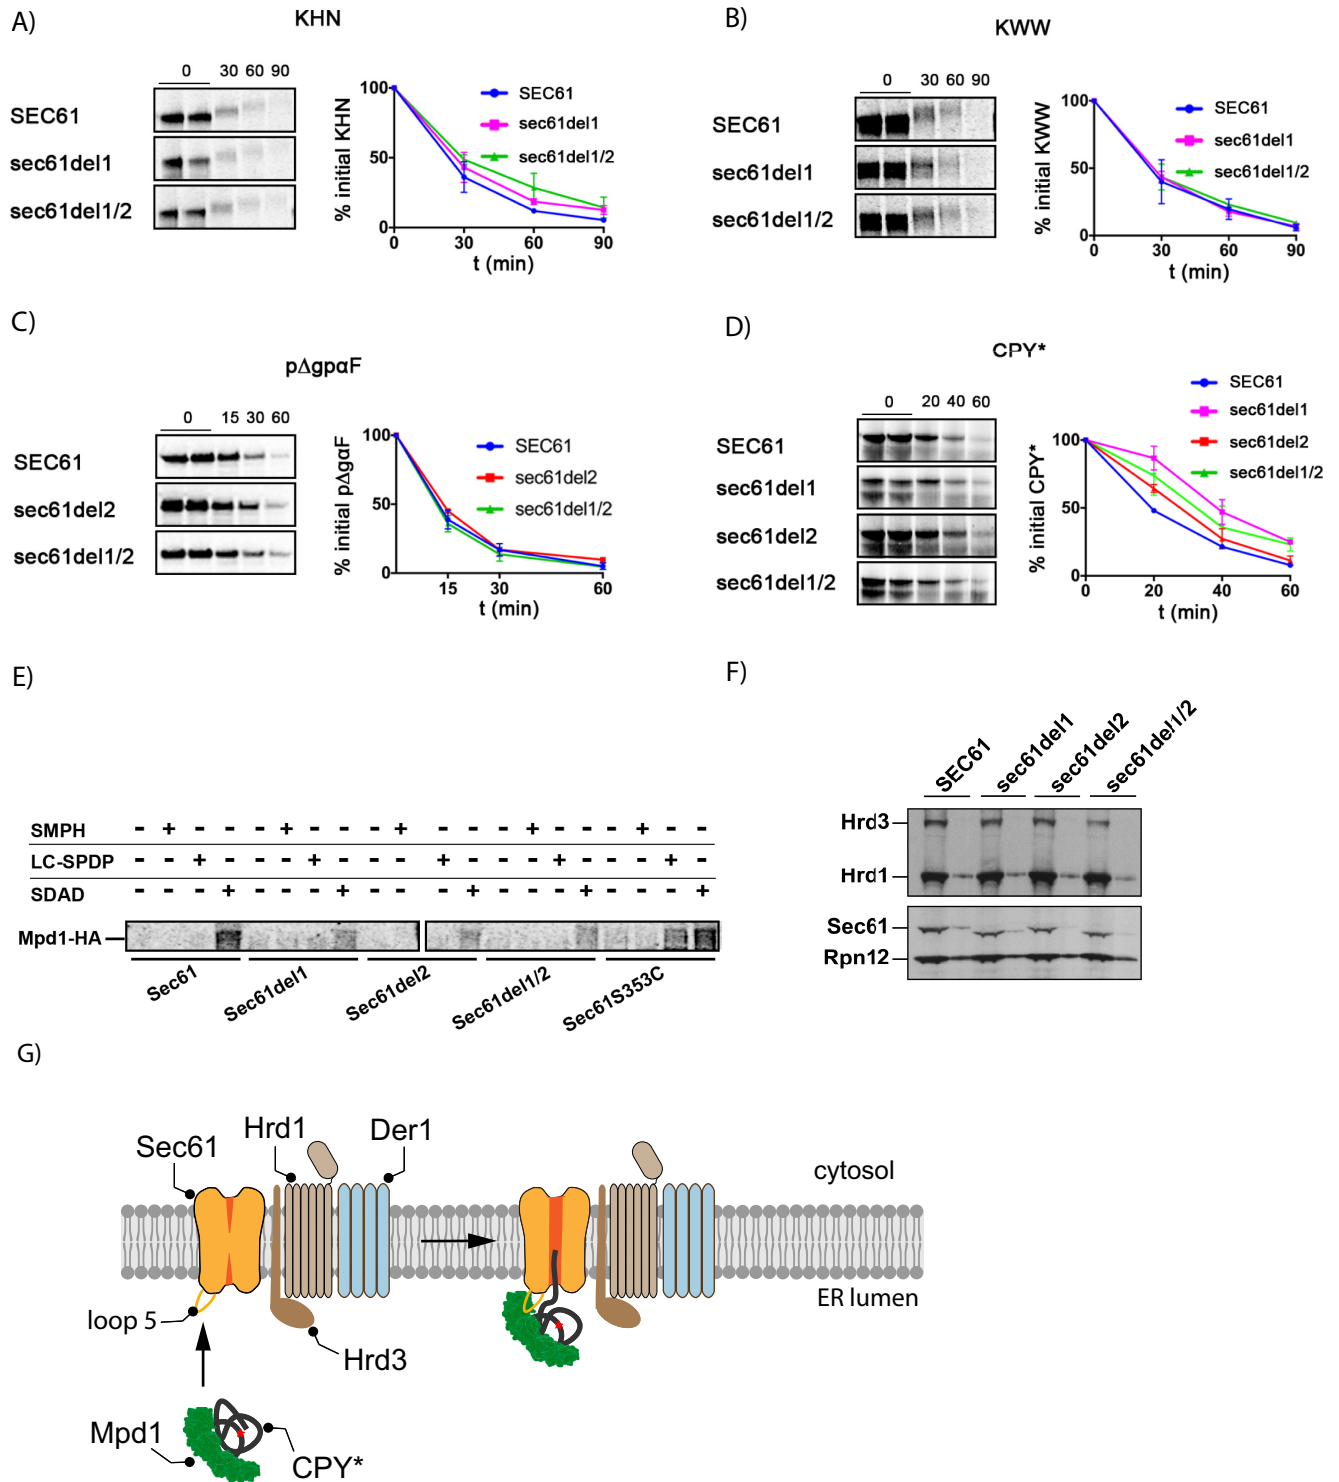 A)
KHN
0 30 60 90
SEC61
sec61del1
sec61del1/2
% initial KHN
100
50
0
0 30 60 90
t (min)
SEC61
sec61del1
sec61del1/2
B)
KWW
0 30 60 90
SEC61
sec61del1
sec61del1/2
% initial KWW
100
50
0
0 30 60 90
t (min)
SEC61
sec61del1
sec61del1/2
C)
p∆gpαF
0 15 30 60
SEC61
sec61del2
sec61del1/2
% initial p∆gαF
100
50
0
15 30 60
t (min)
SEC61
sec61del2
sec61del1/2
D)
CPY*
0 20 40 60
SEC61
sec61del1
sec61del2
sec61del1/2
% initial CPY*
100
50
0
0 20 40 60
t (min)
SEC61
sec61del1
sec61del2
sec61del1/2
E)
SMPH - + - - - + - - - + - - + - - - + - -
LC-SPDP - - + - - - + - - - + - - + - - - + -
SDAD - - - + - - - + - - + - - - + - - - +
Mpd1-HA
Sec61 Sec61del1 Sec61del2 Sec61del1/2 Sec61S353C
F)
SEC61 sec61del1 sec61del2 sec61del1/2
Hrd3
Hrd1
Sec61
Rpn12
G)
Sec61
Hrd1
Der1
cytosol
ER lumen
loop 5
Hrd3
Mpd1
CPY*